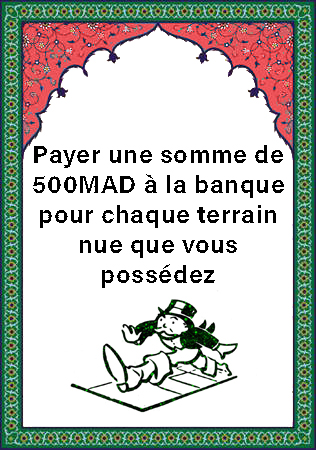 Payer une somme de
500MAD à la banque
pour chaque terrain
nue que vous
possédez